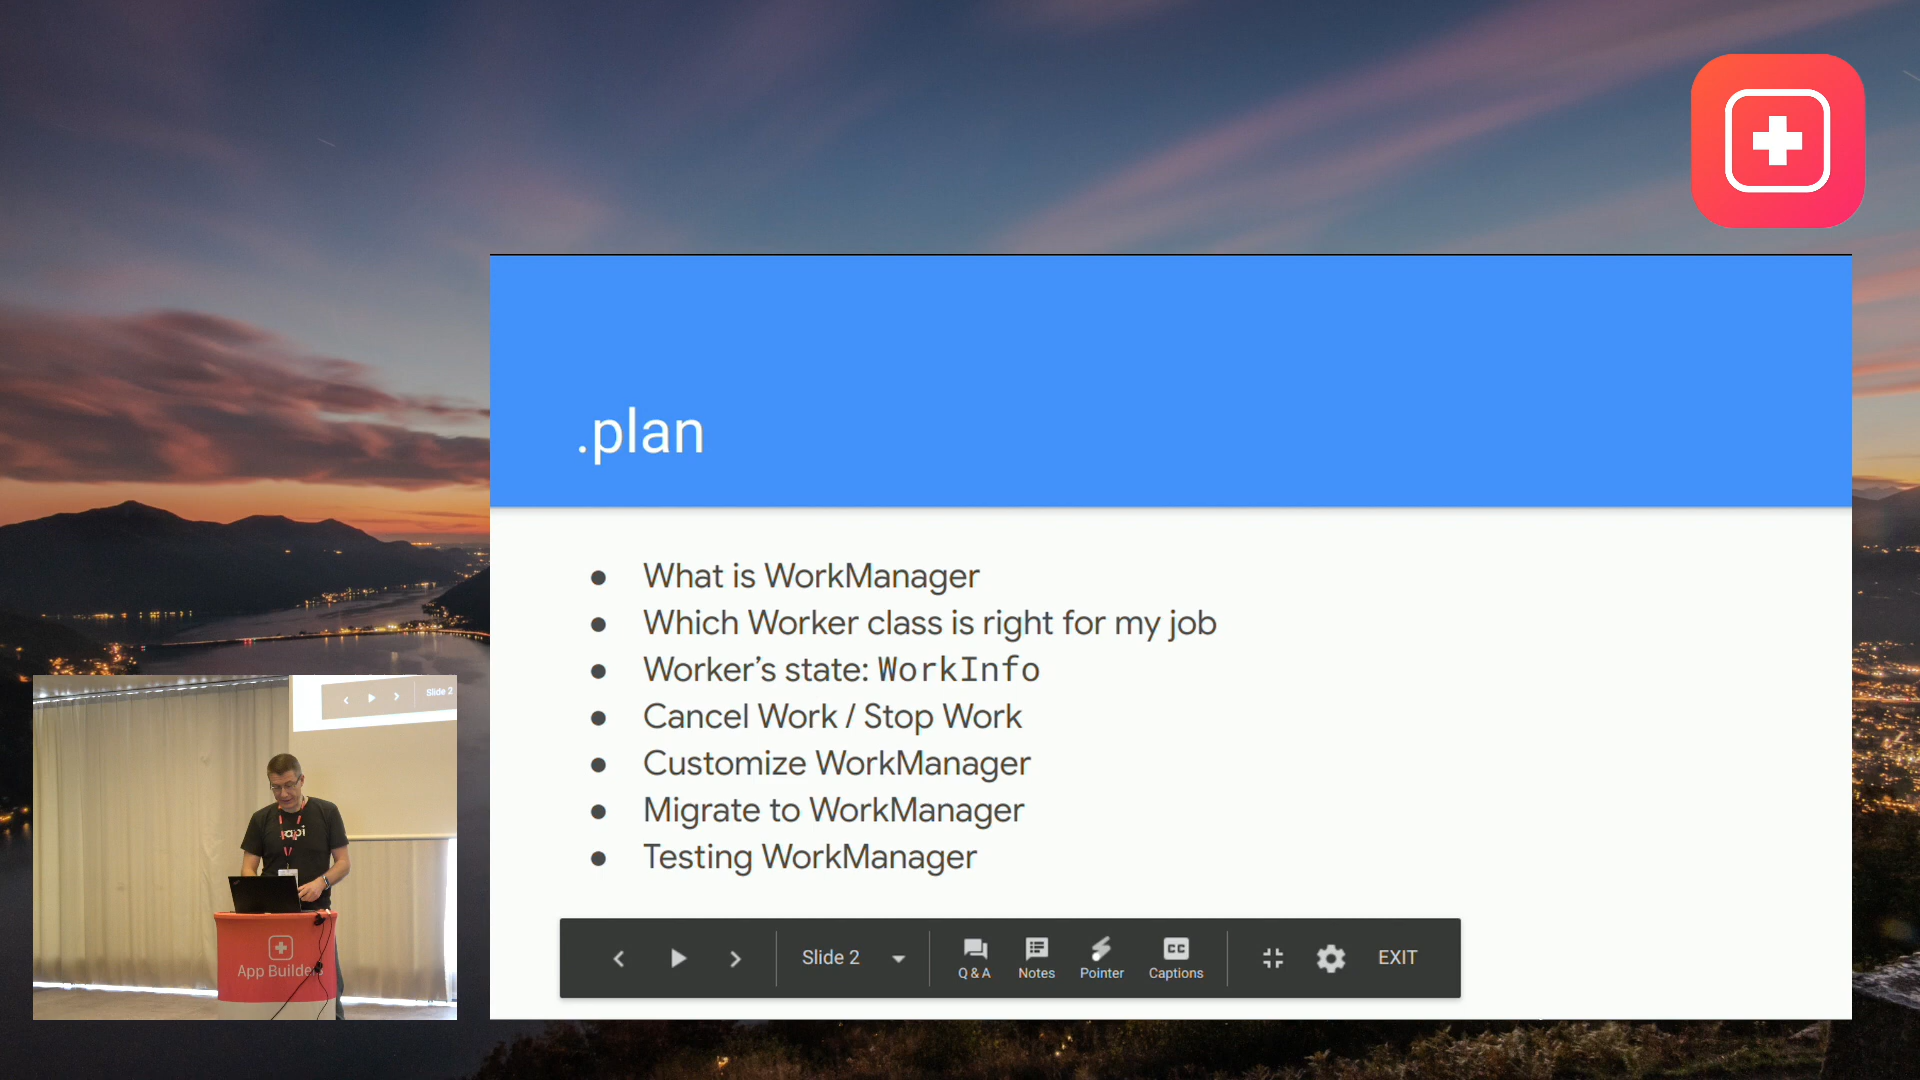 .plan
What is WorkManager
Which Worker class is right for my job
Worker's state: WorkInfo
Cancel Work / Stop Work
Customize WorkManager
Migrate to WorkManager
Testing WorkManager
Slide 2
Q & A
Notes
Pointer
CC
Captions
EXIT
Slide 2
App Builders